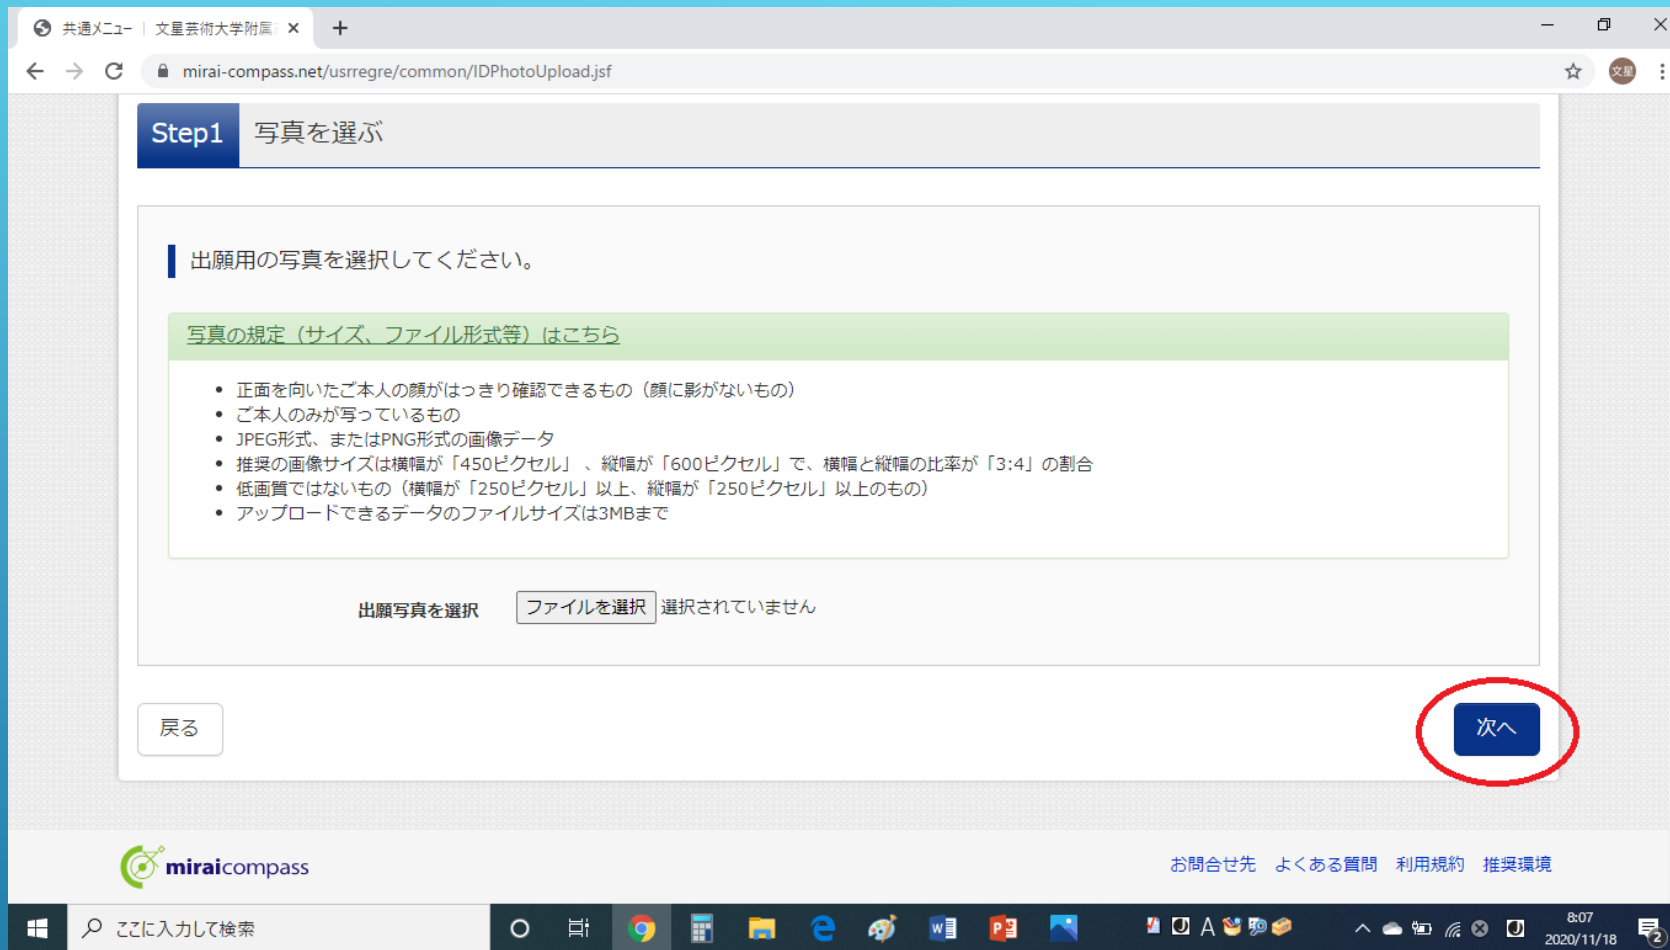 共通メニュー | 文星芸術大学附属
mirai-compass.net/usrregre/common/IDPhotoUpload.jsf
文星
Step1 写真を選ぶ
出願用の写真を選択してください。
写真の規定（サイズ、ファイル形式等）はこちら
• 正面を向いたご本人の顔がはっきり確認できるもの（顔に影がないもの）
• ご本人のみが写っているもの
• JPEG形式、またはPNG形式の画像データ
• 推奨の画像サイズは横幅が「450ピクセル」 、縦幅が「600ピクセル」で、横幅と縦幅の比率が「3:4」の割合
• 低画質ではないもの（横幅が「250ピクセル」以上、縦幅が「250ピクセル」以上のもの）
• アップロードできるデータのファイルサイズは3MBまで
出願写真を選択 ファイルを選択 選択されていません
戻る 次へ
miraicompass お問合せ先 よくある質問 利用規約 推奨環境
ここに入力して検索 A 8:07
2020/11/18 2